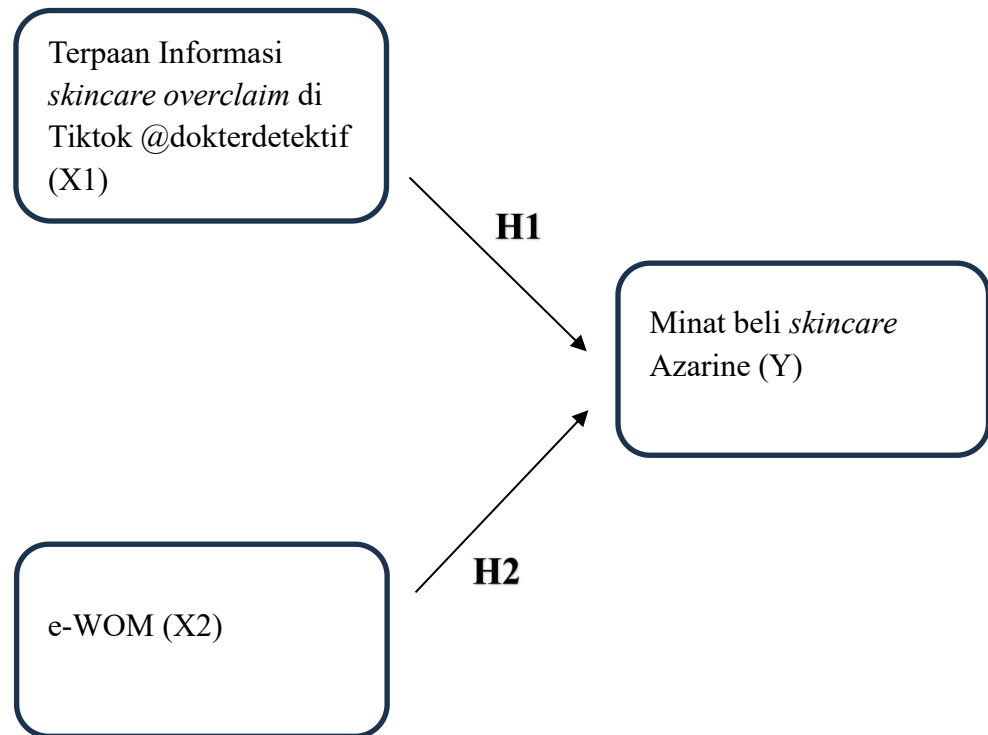 Terpaan Informasi
skincare overclaim di
Tiktok @dokterdetektif
(X1)
H1
Minat beli skincare
Azarine (Y)
H2
e-WOM (X2)